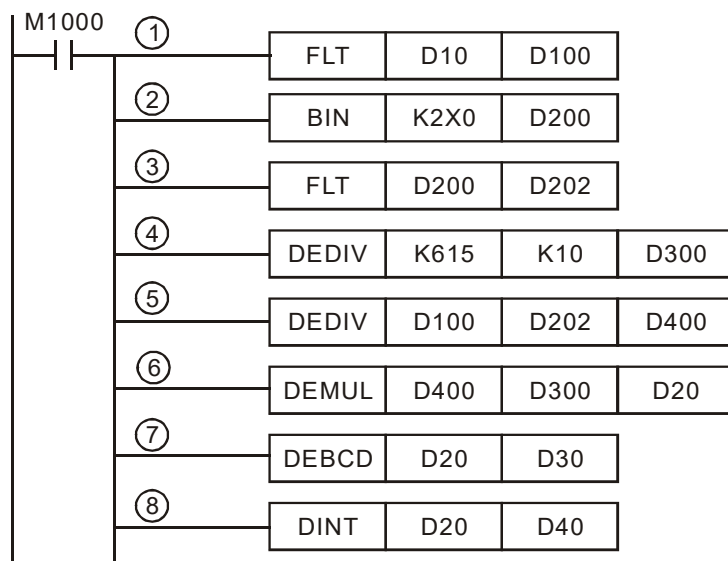 M1000
① FLT D10 D100
② BIN K2X0 D200
③ FLT D200 D202
④ DEDIV K615 K10 D300
⑤ DEDIV D100 D202 D400
⑥ DEMUL D400 D300 D20
⑦ DEBCD D20 D30
⑧ DINT D20 D40